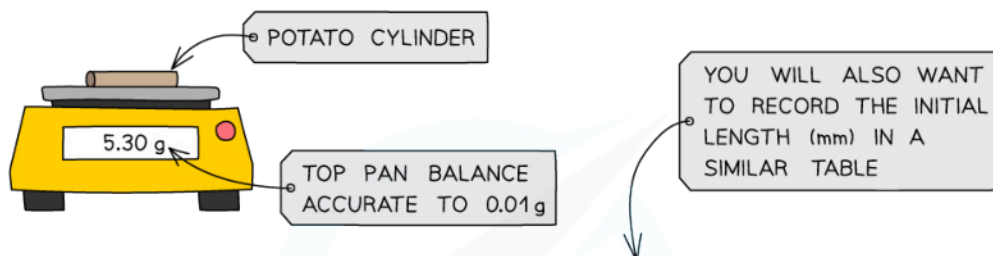 POTATO CYLINDER
5.30 g
TOP PAN BALANCE
ACCURATE TO 0.01g
YOU WILL ALSO WANT
TO RECORD THE INITIAL
LENGTH (mm) IN A
SIMILAR TABLE